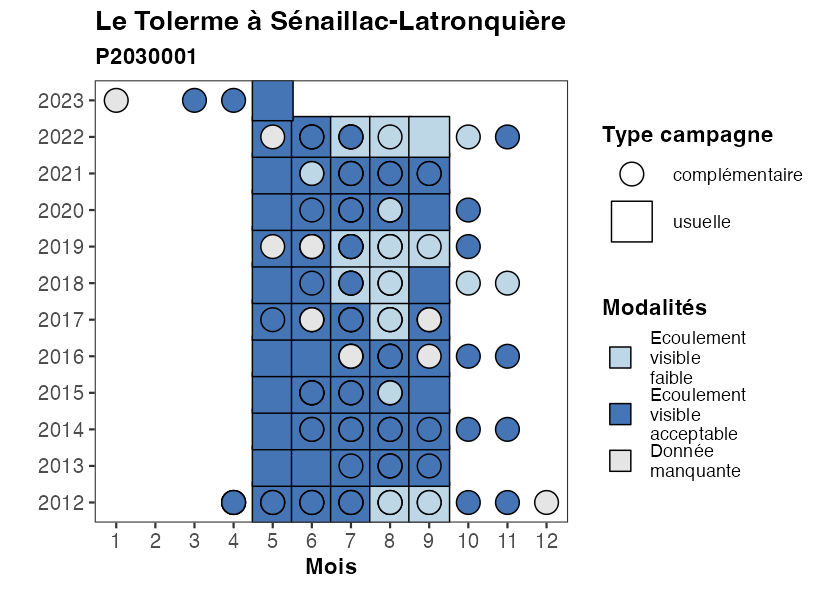 Le Tolerme à Sénaillac-Latronquière
P2030001
2023
2022
2021
2020
2019
2018
2017
2016
2015
2014
2013
2012
1 2 3 4 5 6 7 8 9 10 11 12
Mois
Type campagne
complémentaire
usuelle
Modalités
Ecoulement
visible
faible
Ecoulement
visible
acceptable
Donnée
manquante